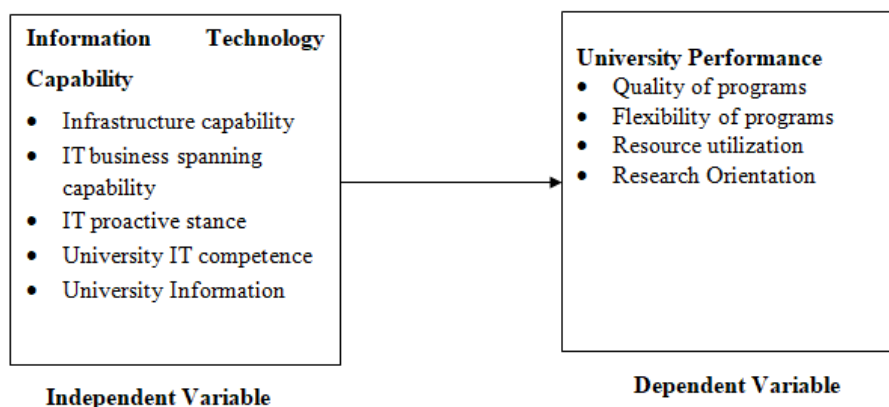 Information Technology
Capability
• Infrastructure capability
• IT business spanning
capability
• IT proactive stance
• University IT competence
• University Information
Independent Variable
University Performance
• Quality of programs
• Flexibility of programs
• Resource utilization
• Research Orientation
Dependent Variable